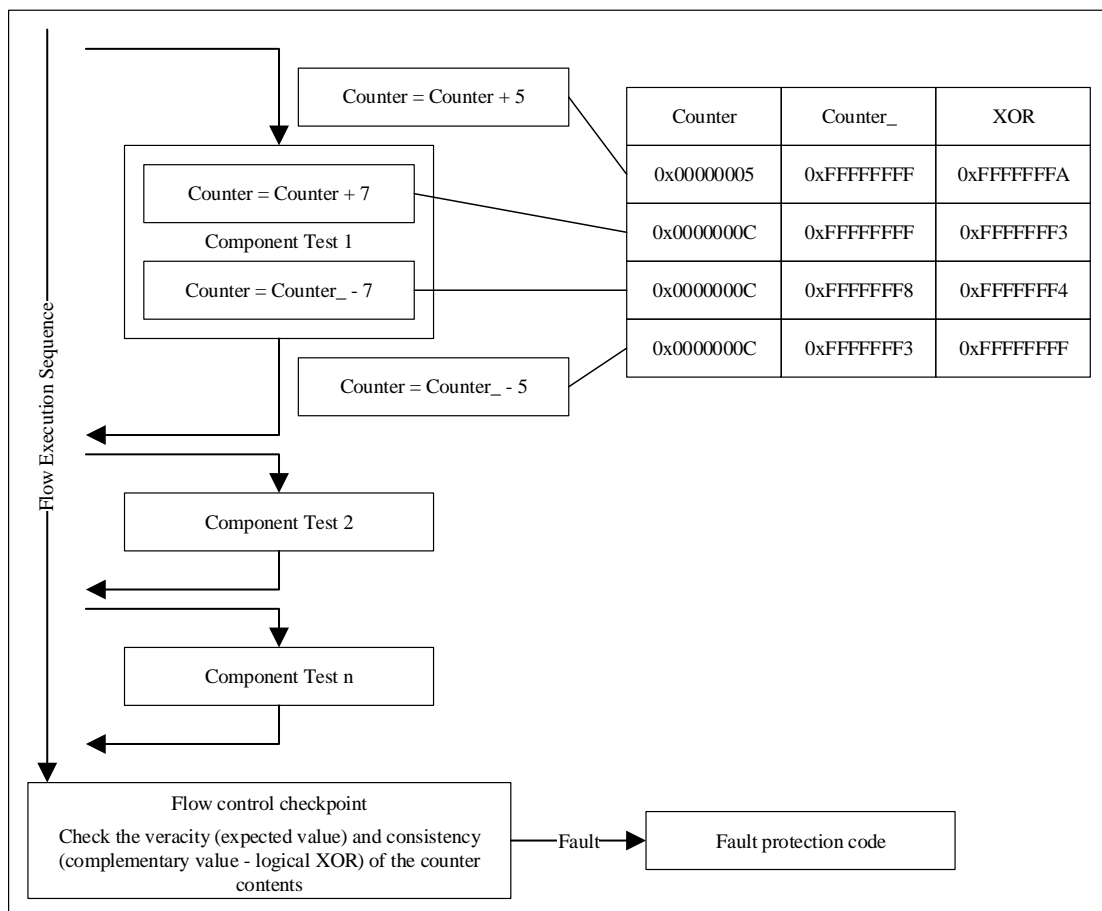 Flow Execution Sequence
Counter = Counter + 5
Counter = Counter + 7
Component Test 1
Counter = Counter_ - 7
Counter = Counter_ - 5
Counter Counter_ XOR
0x00000005 0xFFFFFFFF 0xFFFFFFFA
0x0000000C 0xFFFFFFFF 0xFFFFFFF3
0x0000000C 0xFFFFFFF8 0xFFFFFFF4
0x0000000C 0xFFFFFFF3 0xFFFFFFFF
Component Test 2
Component Test n
Flow control checkpoint
Check the veracity (expected value) and consistency
(complementary value - logical XOR) of the counter
contents
Fault
Fault protection code